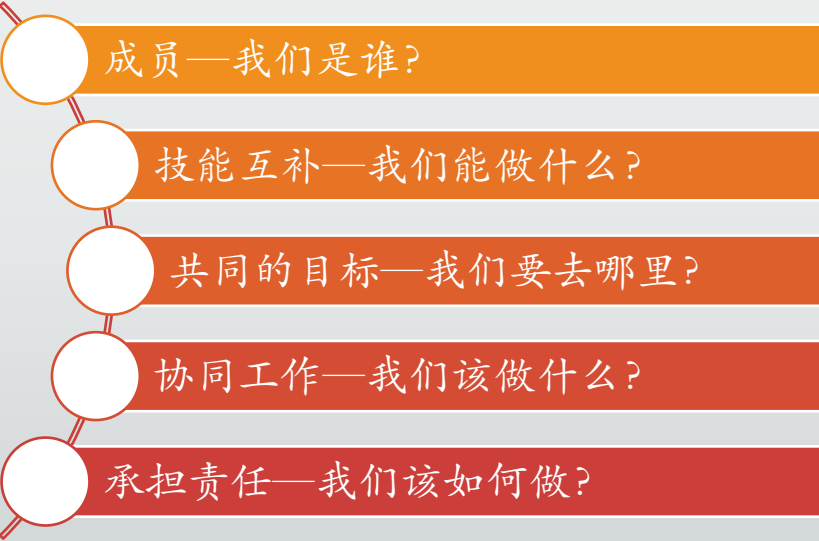 成员—我们是谁?
技能互补—我们能做什么?
共同的目标—我们要去哪里?
协同工作—我们该做什么?
承担责任—我们该如何做?